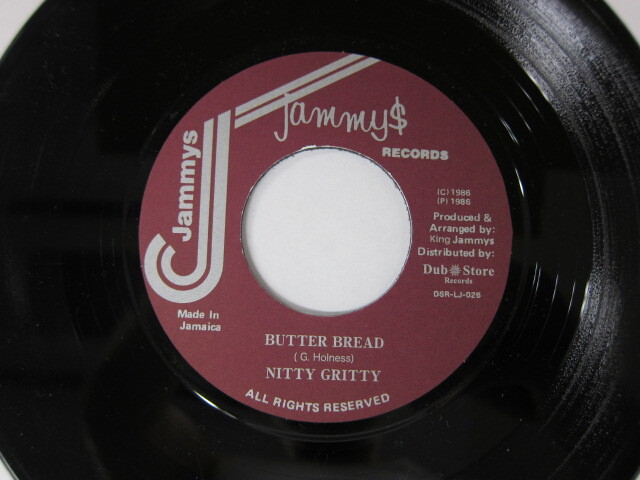 Jammy$
RECORDS
Jammys
(C) 1986
(P) 1986
Produced &
Arranged by:
King Jammys
Distributed by:
Dub Store
Records
DSR-LJ-025
Made In
Jamaica
BUTTER BREAD
( G. Holness)
NITTY GRITTY
ALL RIGHTS RESERVED